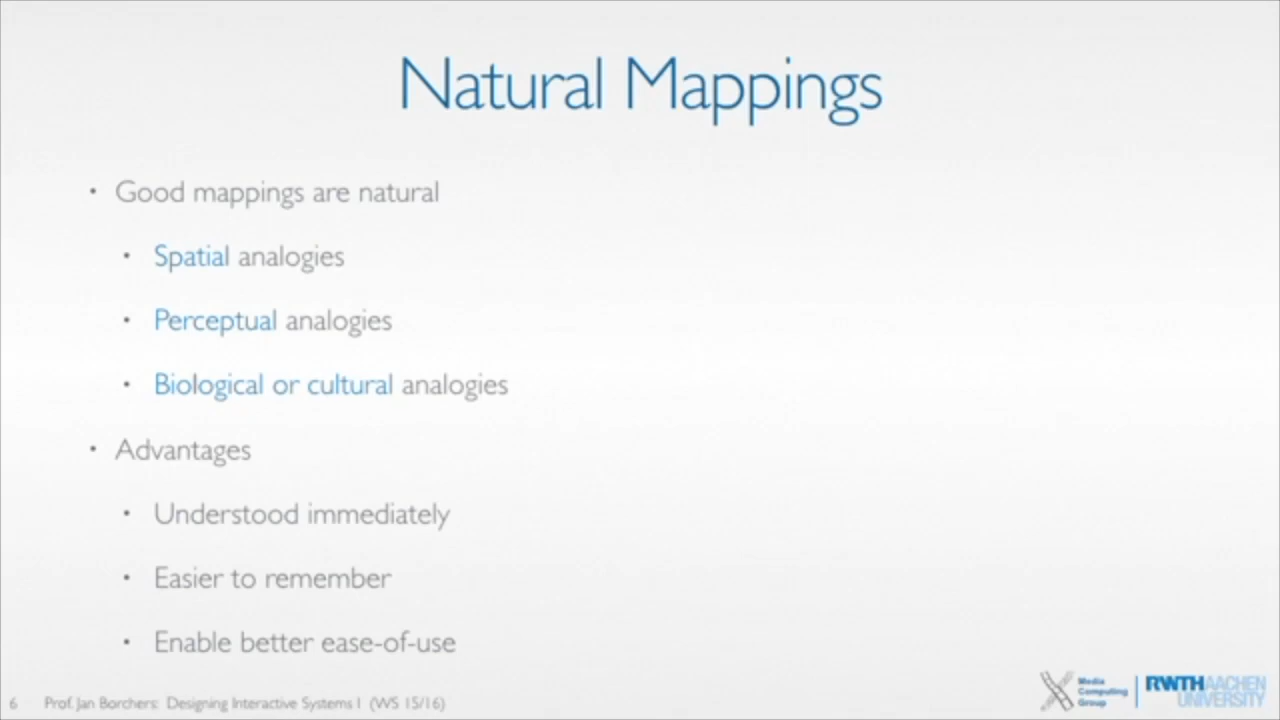 Natural Mappings
• Good mappings are natural
• Spatial analogies
• Perceptual analogies
• Biological or cultural analogies
• Advantages
• Understood immediately
• Easier to remember
• Enable better ease-of-use
6 Prof. Jan Borchers: Designing Interactive Systems I (WS 15/16)
Media
Computing
Group
RWTH AACHEN
UNIVERSITY